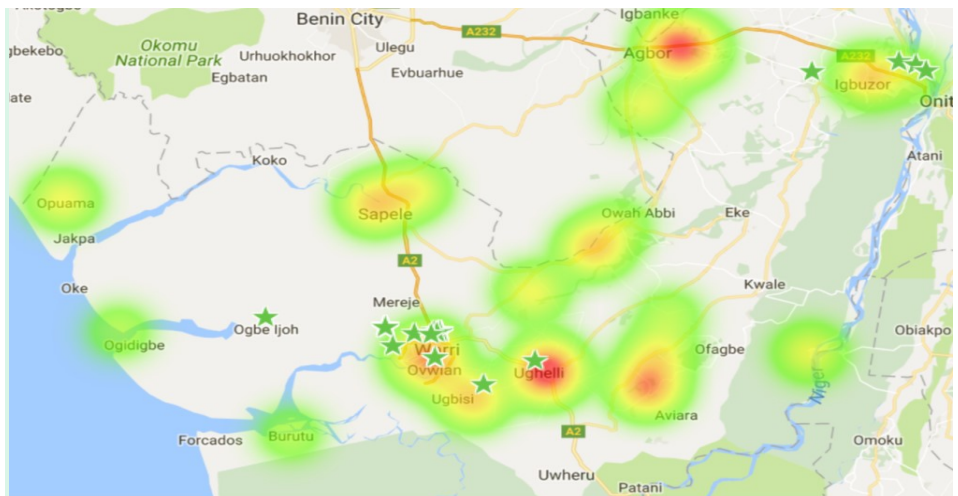 Benin City
Igbanke
A232
gbekebo
Okomu
National Park
Urhuokhokhor
Ulegu
Agbor
Egbatan
Evbuarhue
A232
Igbuzor
Onit
Koko
Atani
Opuama
Sapele
Owah Abbi
Eke
Jakpa
A2
Oke
Mereje
Kwale
Ogbe Ijoh
Obiakpo
Ogidigbe
Warri
Ofagbe
Ovwian
Ughelli
Ugbisi
Niger
Aviara
Forcados
Burutu
A2
Omoku
Uwheru
Patani